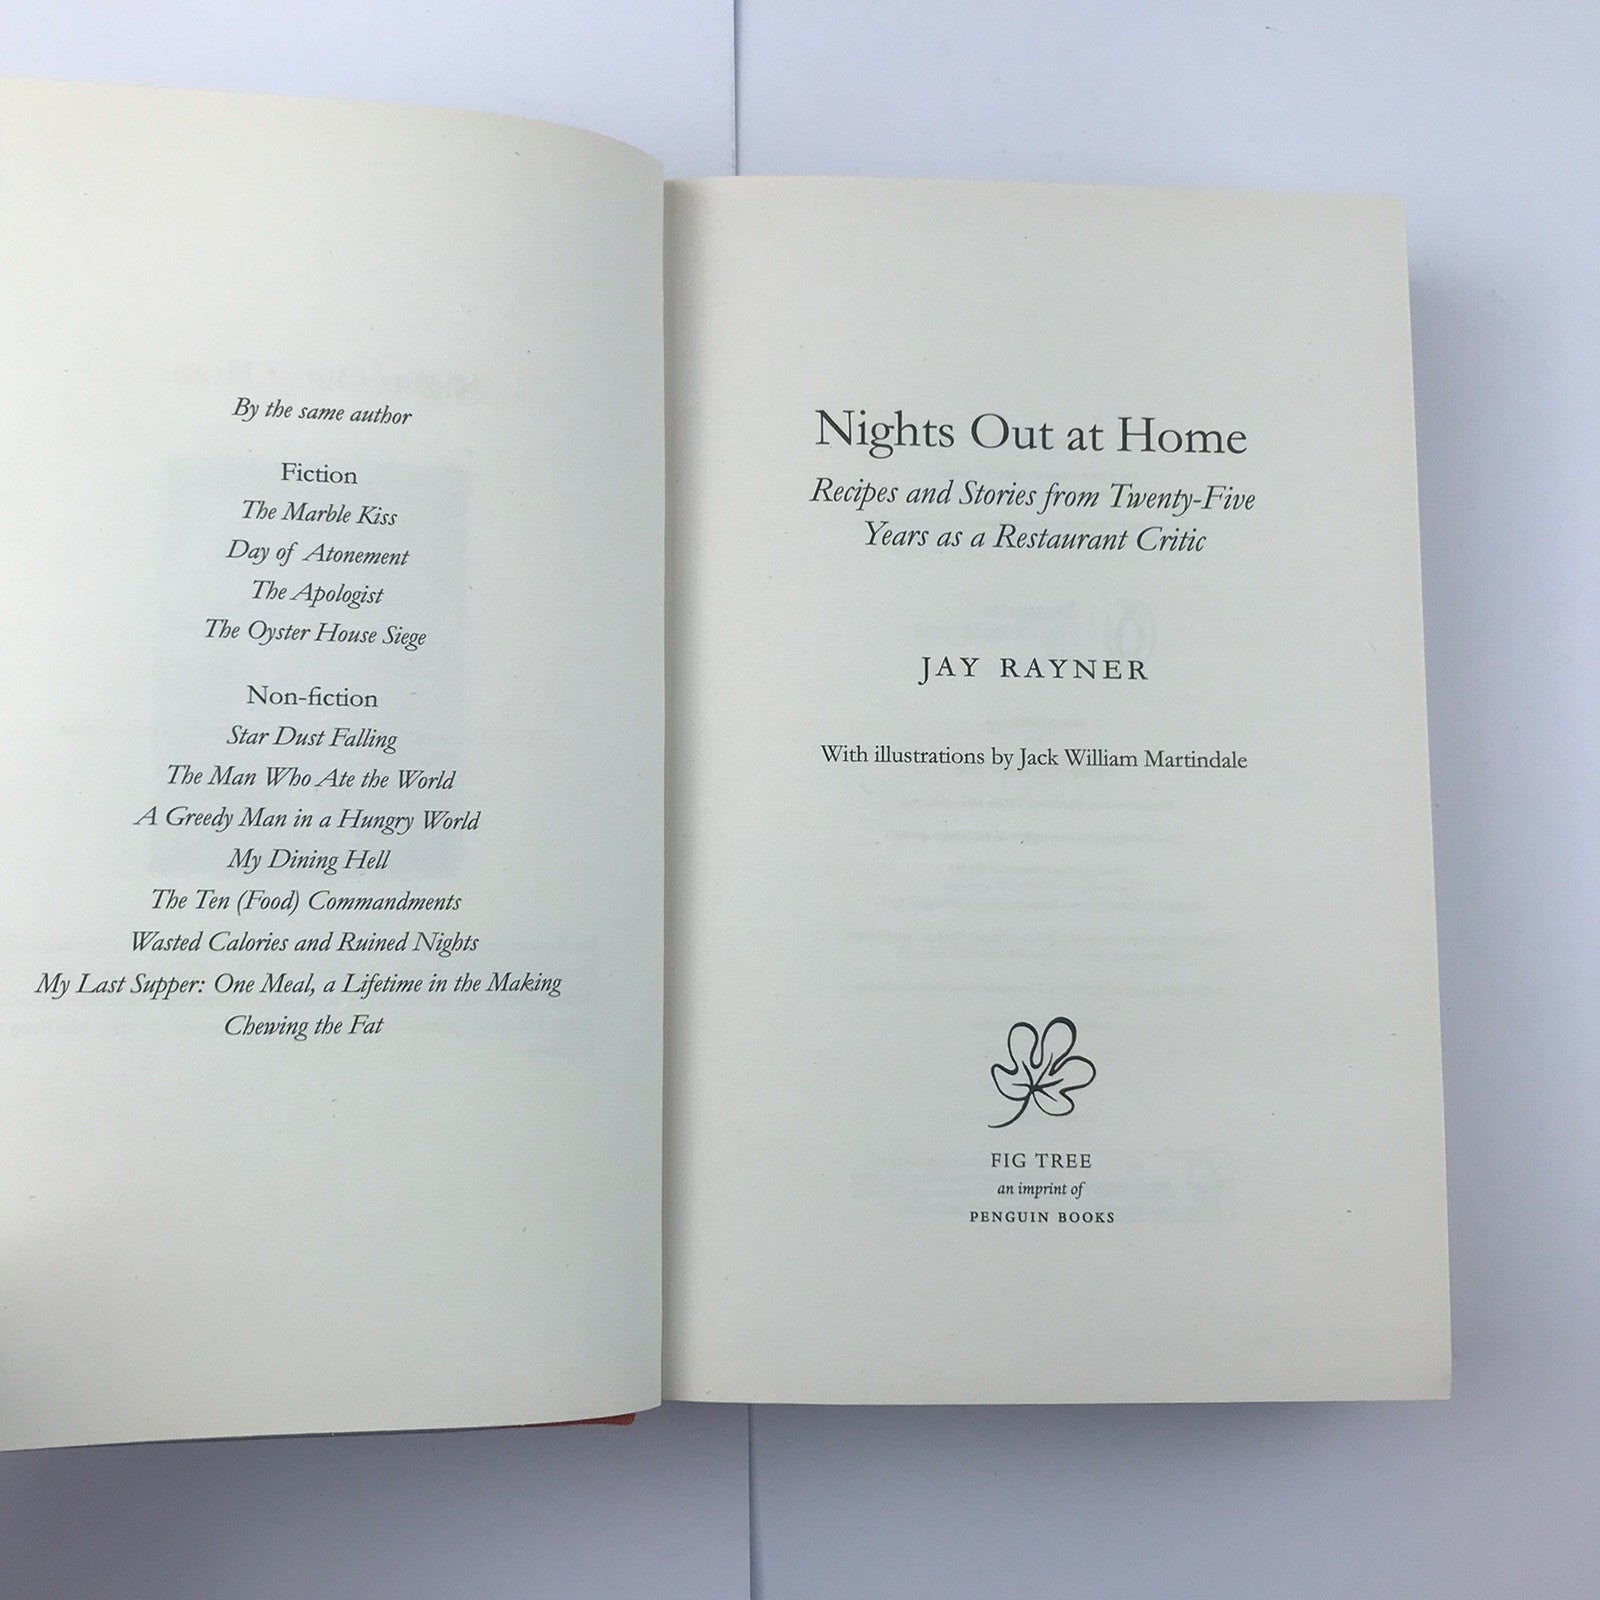 By the same author
Fiction
The Marble Kiss
Day of Atonement
The Apologist
The Oyster House Siege
Non-fiction
Star Dust Falling
The Man Who Ate the World
A Greedy Man in a Hungry World
My Dining Hell
The Ten (Food) Commandments
Wasted Calories and Ruined Nights
My Last Supper: One Meal, a Lifetime in the Making
Chewing the Fat
Nights Out at Home
Recipes and Stories from Twenty-Five
Years as a Restaurant Critic
JAY RAYNER
With illustrations by Jack William Martindale
FIG TREE
an imprint of
PENGUIN BOOKS